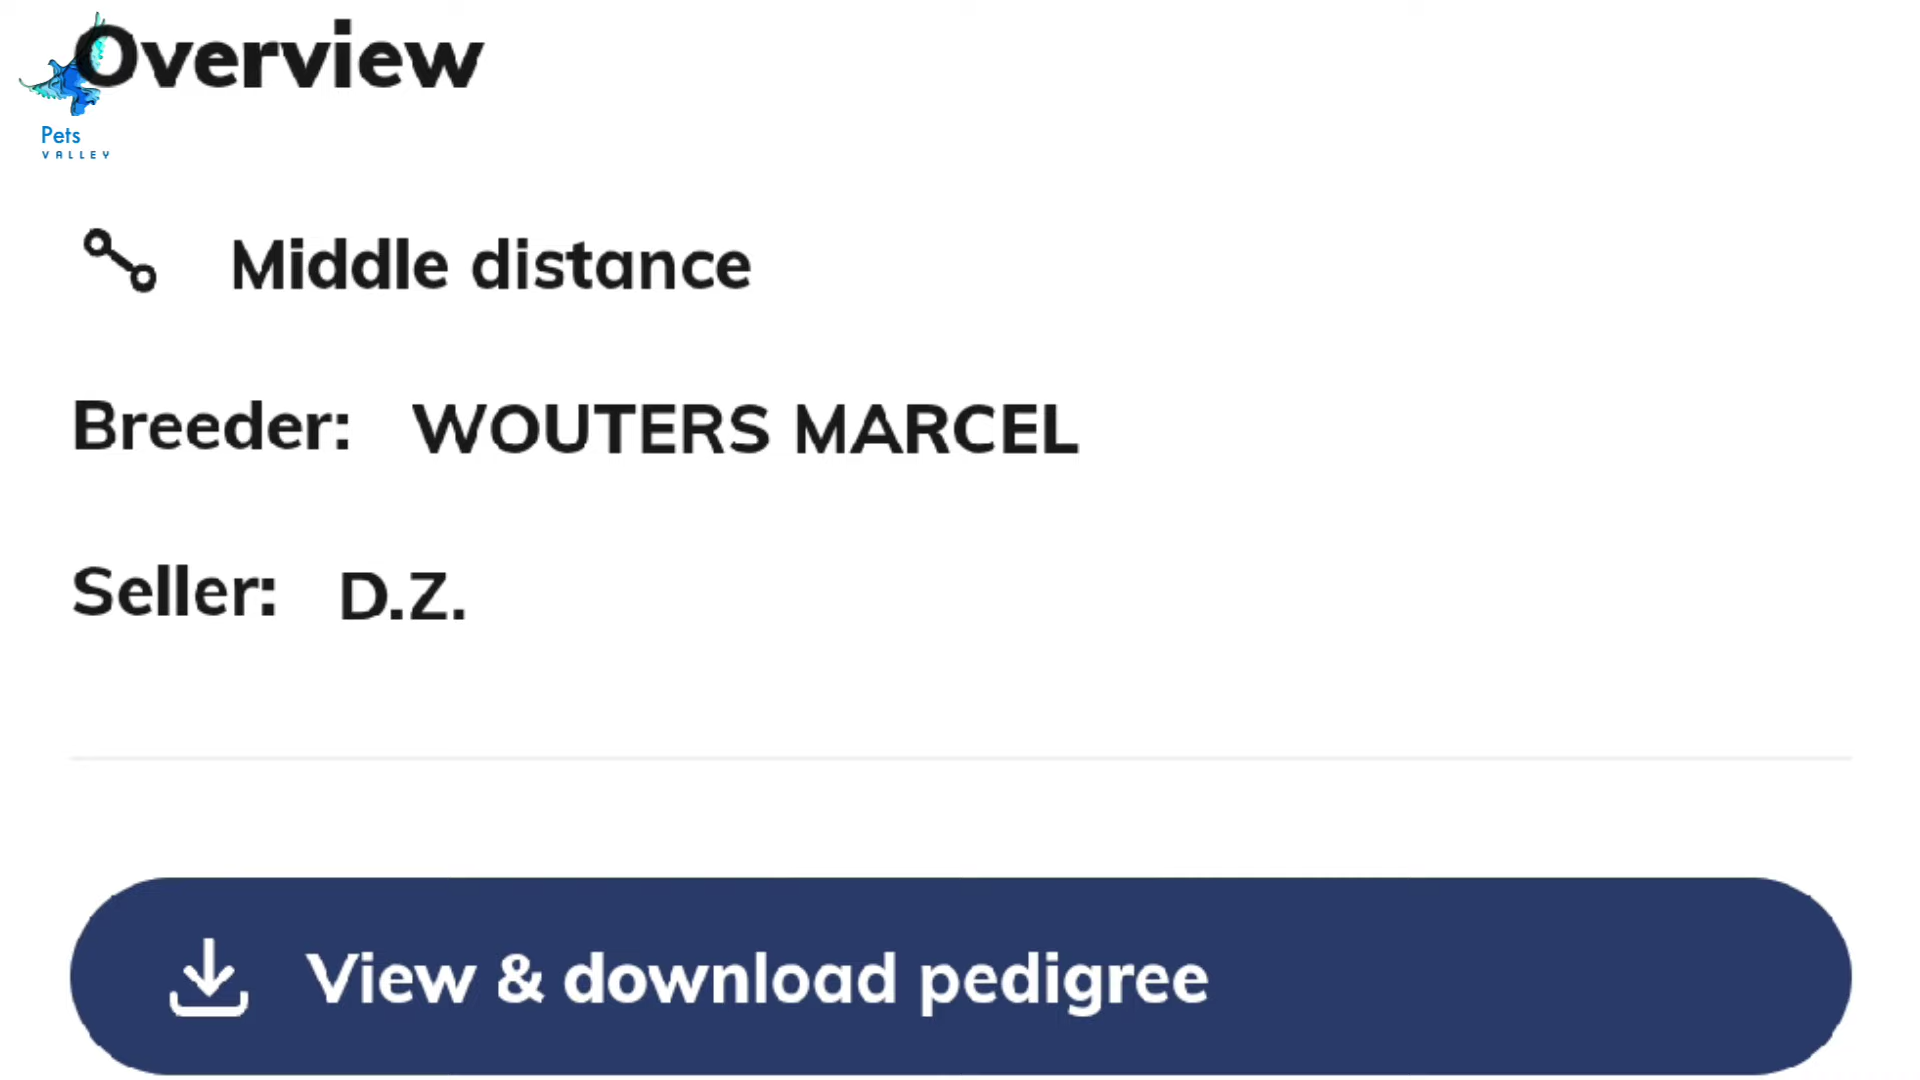 Overview
Pets
VALLEY
Middle distance
Breeder: WOUTERS MARCEL
Seller: D.Z.
View & download pedigree